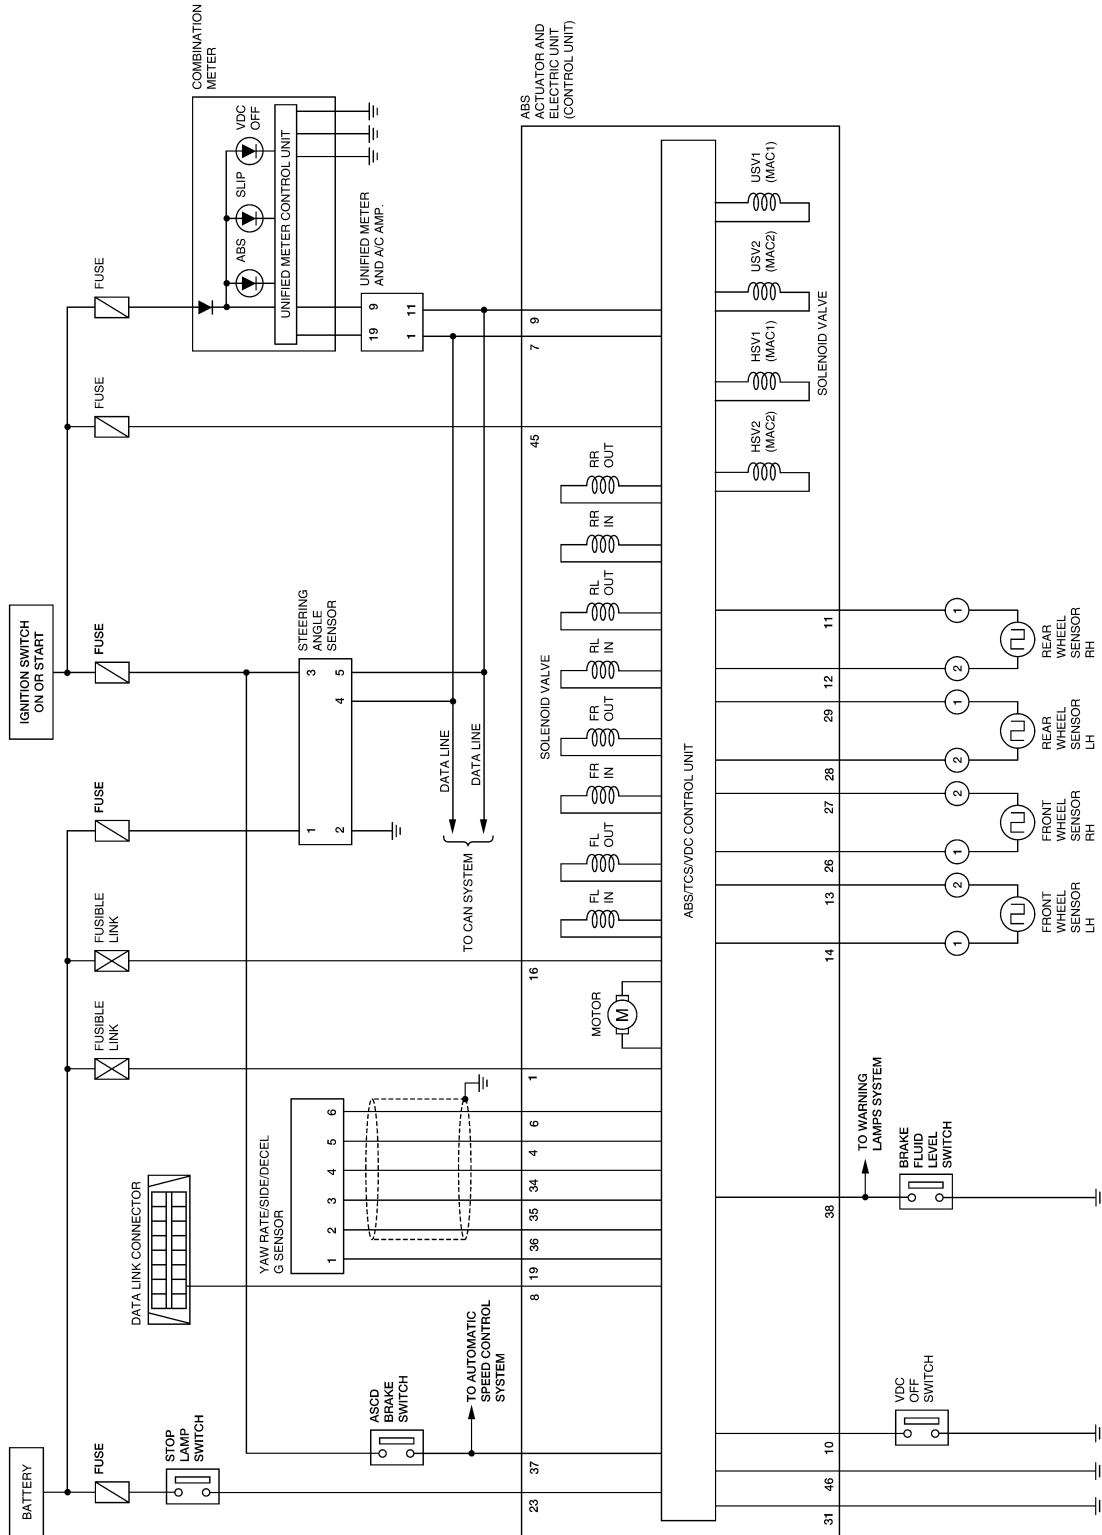 BATTERY
IGNITION SWITCH
ON OR START
FUSE
FUSIBLE
LINK
FUSIBLE
LINK
FUSE
FUSE
FUSE
FUSE
STOP
LAMP
SWITCH
DATA LINK CONNECTOR
COMBINATION
METER
ABS
SLIP
VDC
OFF
UNIFIED METER CONTROL UNIT
YAW RATE/SIDE/DECEL
G SENSOR
1
2
3
4
5
6
STEERING
ANGLE
SENSOR
1
3
2
4
5
UNIFIED METER
AND A/C AMP.
19
9
1
11
ASCD
BRAKE
SWITCH
TO AUTOMATIC
SPEED CONTROL
SYSTEM
DATA LINE
DATA LINE
TO CAN SYSTEM
ABS
ACTUATOR AND
ELECTRIC UNIT
(CONTROL UNIT)
23
37
8
19
36
35
34
4
6
1
16
45
7
9
SOLENOID VALVE
MOTOR
M
FL
IN
FL
OUT
FR
IN
FR
OUT
RL
IN
RL
OUT
RR
IN
RR
OUT
ABS/TCS/VDC CONTROL UNIT
HSV2
(MAC2)
HSV1
(MAC1)
USV2
(MAC2)
USV1
(MAC1)
SOLENOID VALVE
31
46
10
38
14
13
26
27
28
29
12
11
VDC
OFF
SWITCH
TO WARNING
LAMPS SYSTEM
BRAKE
FLUID
LEVEL
SWITCH
1
2
1
2
2
1
2
1
FRONT
WHEEL
SENSOR
LH
FRONT
WHEEL
SENSOR
RH
REAR
WHEEL
SENSOR
LH
REAR
WHEEL
SENSOR
RH